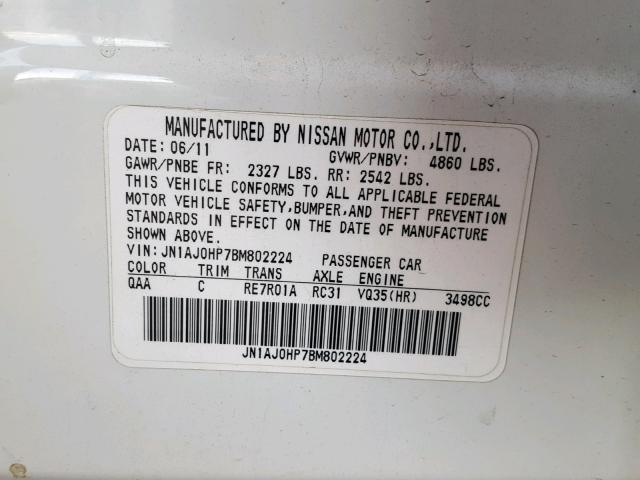 MANUFACTURED BY NISSAN MOTOR CO.,LTD.
DATE: 06/11 GVWR/PNBV: 4860 LBS.
GAWR/PNBE FR: 2327 LBS. RR: 2542 LBS.
THIS VEHICLE CONFORMS TO ALL APPLICABLE FEDERAL
MOTOR VEHICLE SAFETY,BUMPER,AND THEFT PREVENTION
STANDARDS IN EFFECT ON THE DATE OF MANUFACTURE
SHOWN ABOVE.
VIN: JN1AJ0HP7BM802224 PASSENGER CAR
COLOR TRIM TRANS AXLE ENGINE
QAA C RE7R01A RC31 VQ35(HR) 3498CC
JN1AJ0HP7BM802224